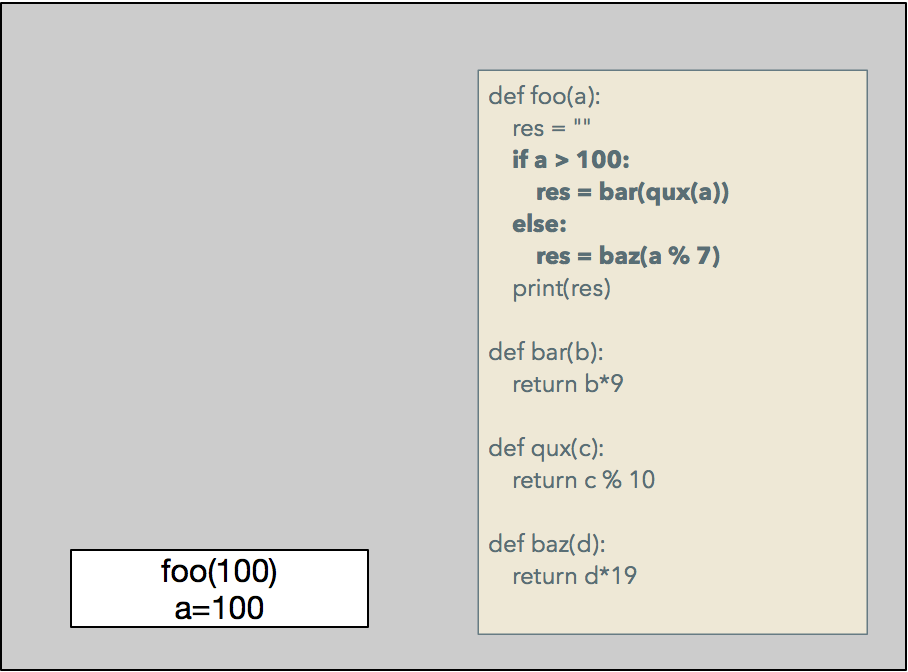 def foo(a):
res = ""
if a > 100:
res = bar(qux(a))
else:
res = baz(a % 7)
print(res)
def bar(b):
return b*9
def qux(c):
return c % 10
def baz(d):
return d*19
foo(100)
a=100